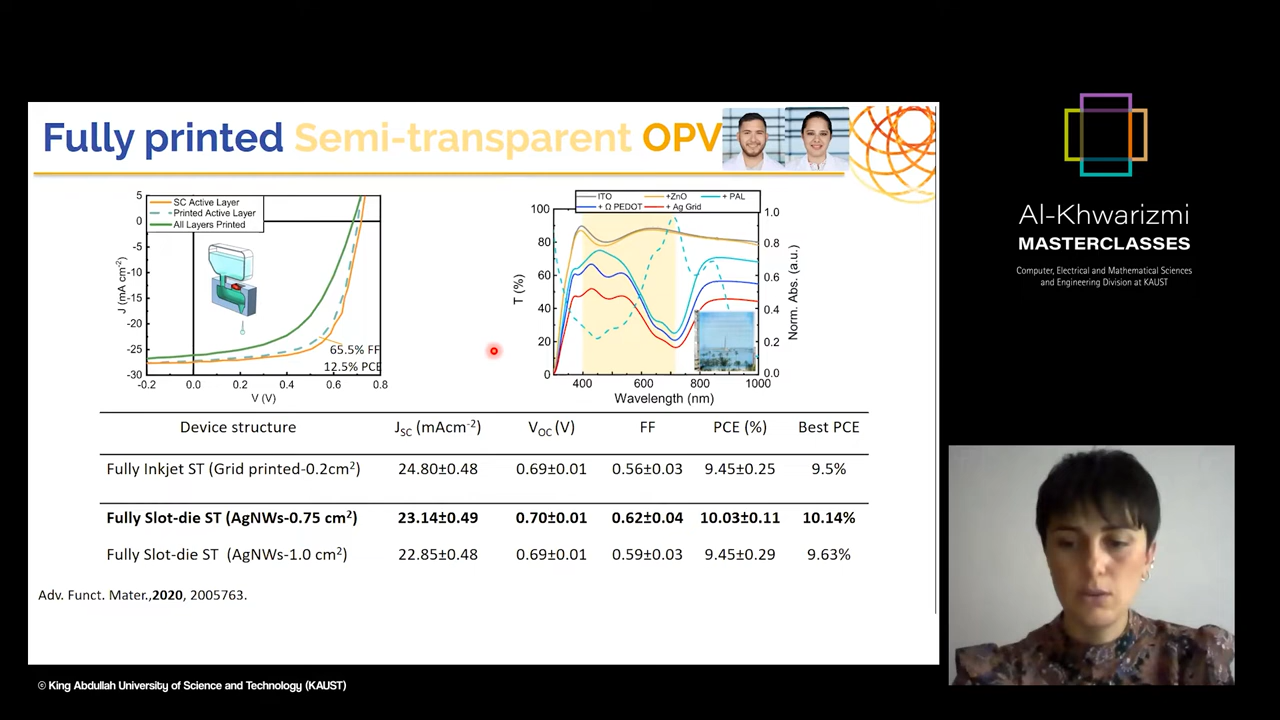 Fully printed Semi-transparent OPV
SC Active Layer
Printed Active Layer
All Layers Printed
5
0
-5
-10
-15
-20
-25
-30
J (mA cm⁻²)
65.5% FF
12.5% PCE
-0.2 0.0 0.2 0.4 0.6 0.8
V (V)
ITO +ZnO + PAL
+ Ω PEDOT + Ag Grid
100
80
60
40
20
0
T (%)
1.0
0.8
0.6
0.4
0.2
0.0
Norm. Abs. (a.u.)
400 600 800 1000
Wavelength (nm)
Device structure J_SC (mAcm⁻²) V_OC (V) FF PCE (%) Best PCE
Fully Inkjet ST (Grid printed-0.2cm²) 24.80±0.48 0.69±0.01 0.56±0.03 9.45±0.25 9.5%
Fully Slot-die ST (AgNWs-0.75 cm²) 23.14±0.49 0.70±0.01 0.62±0.04 10.03±0.11 10.14%
Fully Slot-die ST (AgNWs-1.0 cm²) 22.85±0.48 0.69±0.01 0.59±0.03 9.45±0.29 9.63%
Adv. Funct. Mater.,2020, 2005763.
Al-Khwarizmi
MASTERCLASSES
Computer, Electrical and Mathematical Sciences
and Engineering Division at KAUST
© King Abdullah University of Science and Technology (KAUST)